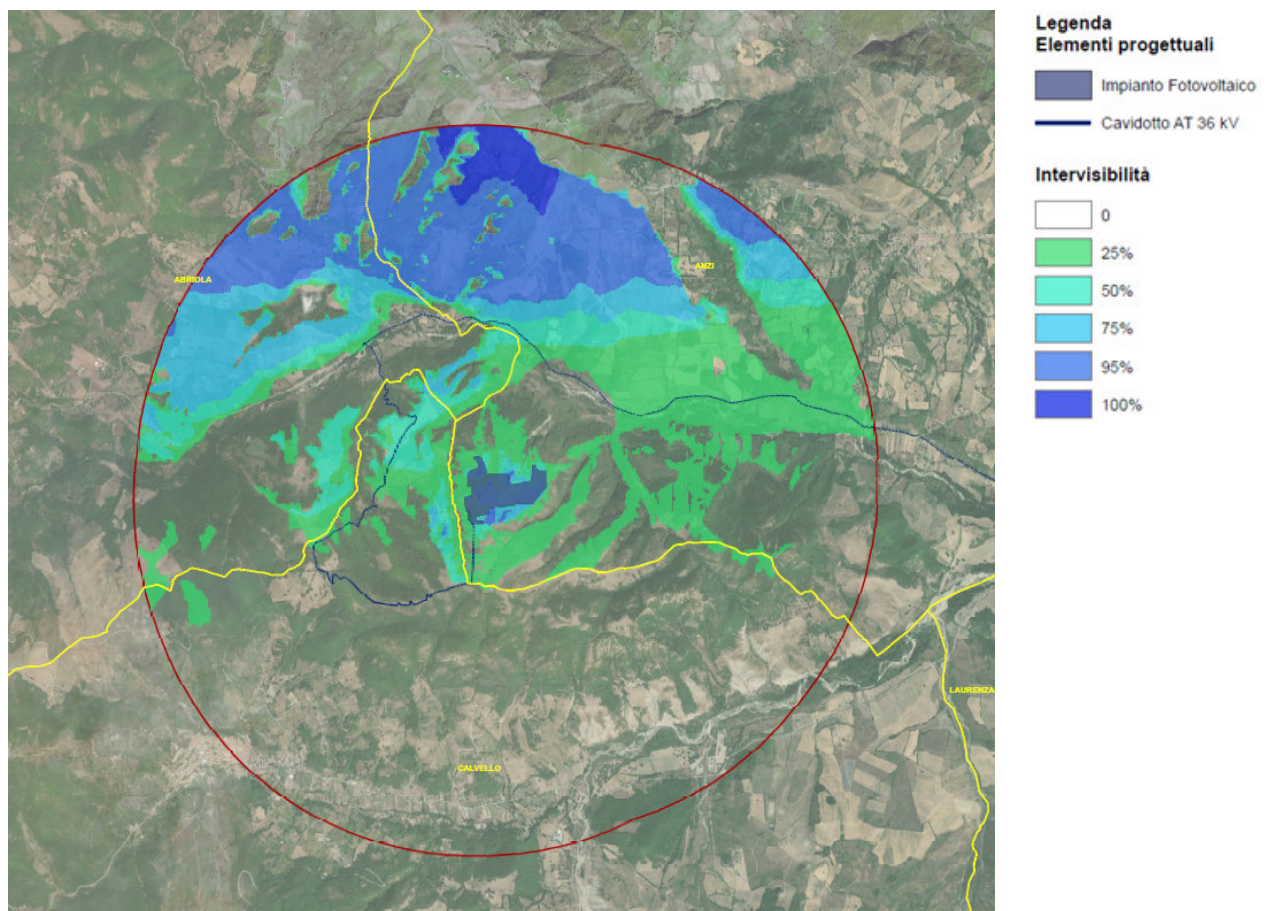 Legenda
Elementi progettuali
Impianto Fotovoltaico
Cavidotto AT 36 kV
Intervisibilità
0
25%
50%
75%
95%
100%
ABRIOLA
ANZI
LAURENZA
CALVELLO